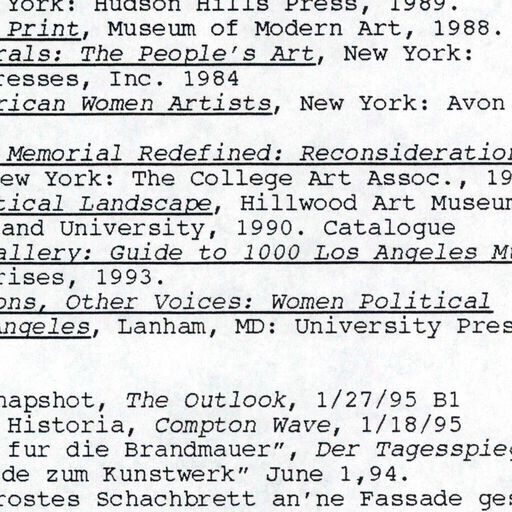 York: Hudson Hills Press, 1989.
Print, Museum of Modern Art, 1988.
rals: The People's Art, New York:
resses, Inc. 1984
rican Women Artists, New York: Avon
Memorial Redefined: Reconsideration
ew York: The College Art Assoc., 19
tical Landscape, Hillwood Art Museum
and University, 1990. Catalogue
allery: Guide to 1000 Los Angeles Mu
rises, 1993.
ons, Other Voices: Women Political
Angeles, Lanham, MD: University Pres
napshot, The Outlook, 1/27/95 B1
Historia, Compton Wave, 1/18/95
fur die Brandmauer", Der Tagesspieg
de zum Kunstwerk" June 1,94.
rostes Schachbrett an'ne Fassade ges